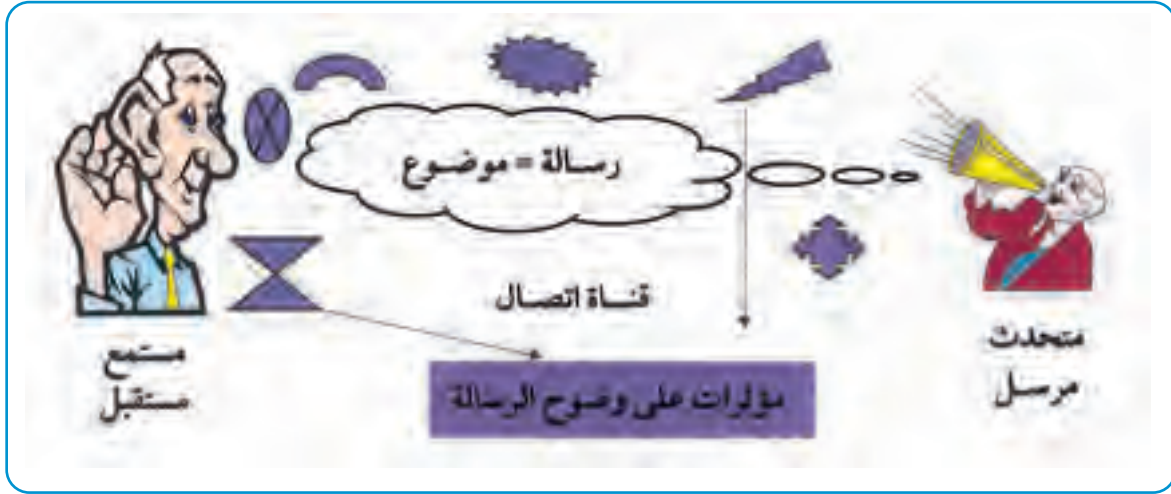 رسالة = موضوع
قناة اتصال
متحدث
مرسل
مستمع
مستقبل
مؤثرات على وضوح الرسالة